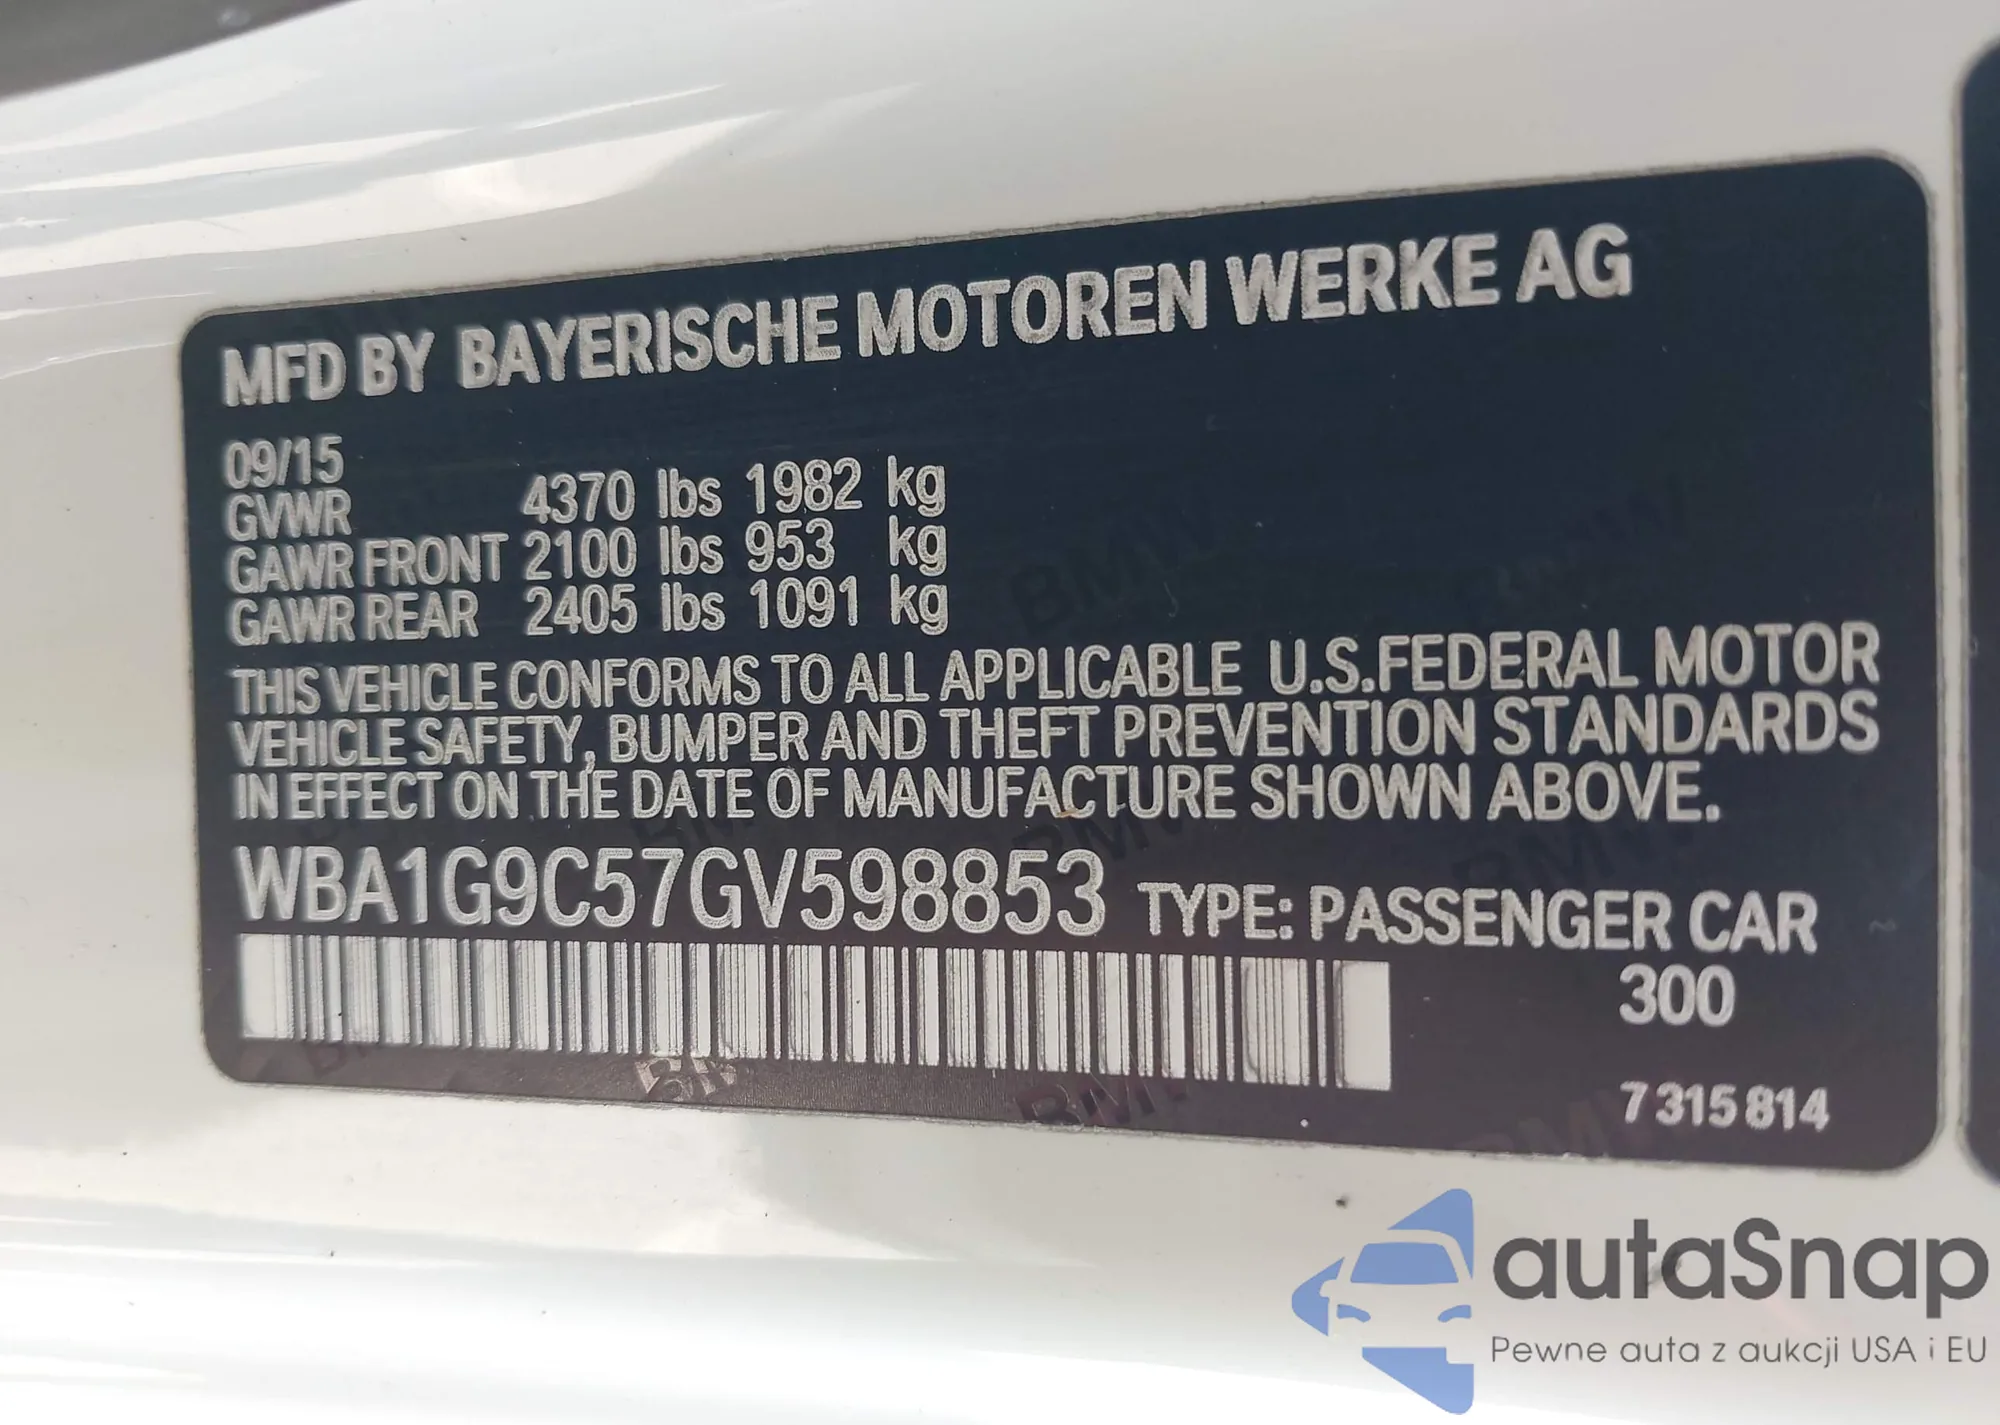 MFD BY BAYERISCHE MOTOREN WERKE AG
09/15
GVWR 4370 lbs 1982 kg
GAWR FRONT 2100 lbs 953 kg
GAWR REAR 2405 lbs 1091 kg
THIS VEHICLE CONFORMS TO ALL APPLICABLE U.S.FEDERAL MOTOR
VEHICLE SAFETY, BUMPER AND THEFT PREVENTION STANDARDS
IN EFFECT ON THE DATE OF MANUFACTURE SHOWN ABOVE.
WBA1G9C57GV598853 TYPE: PASSENGER CAR
300
7 315 814
autaSnap
Pewne auta z aukcji USA i EU